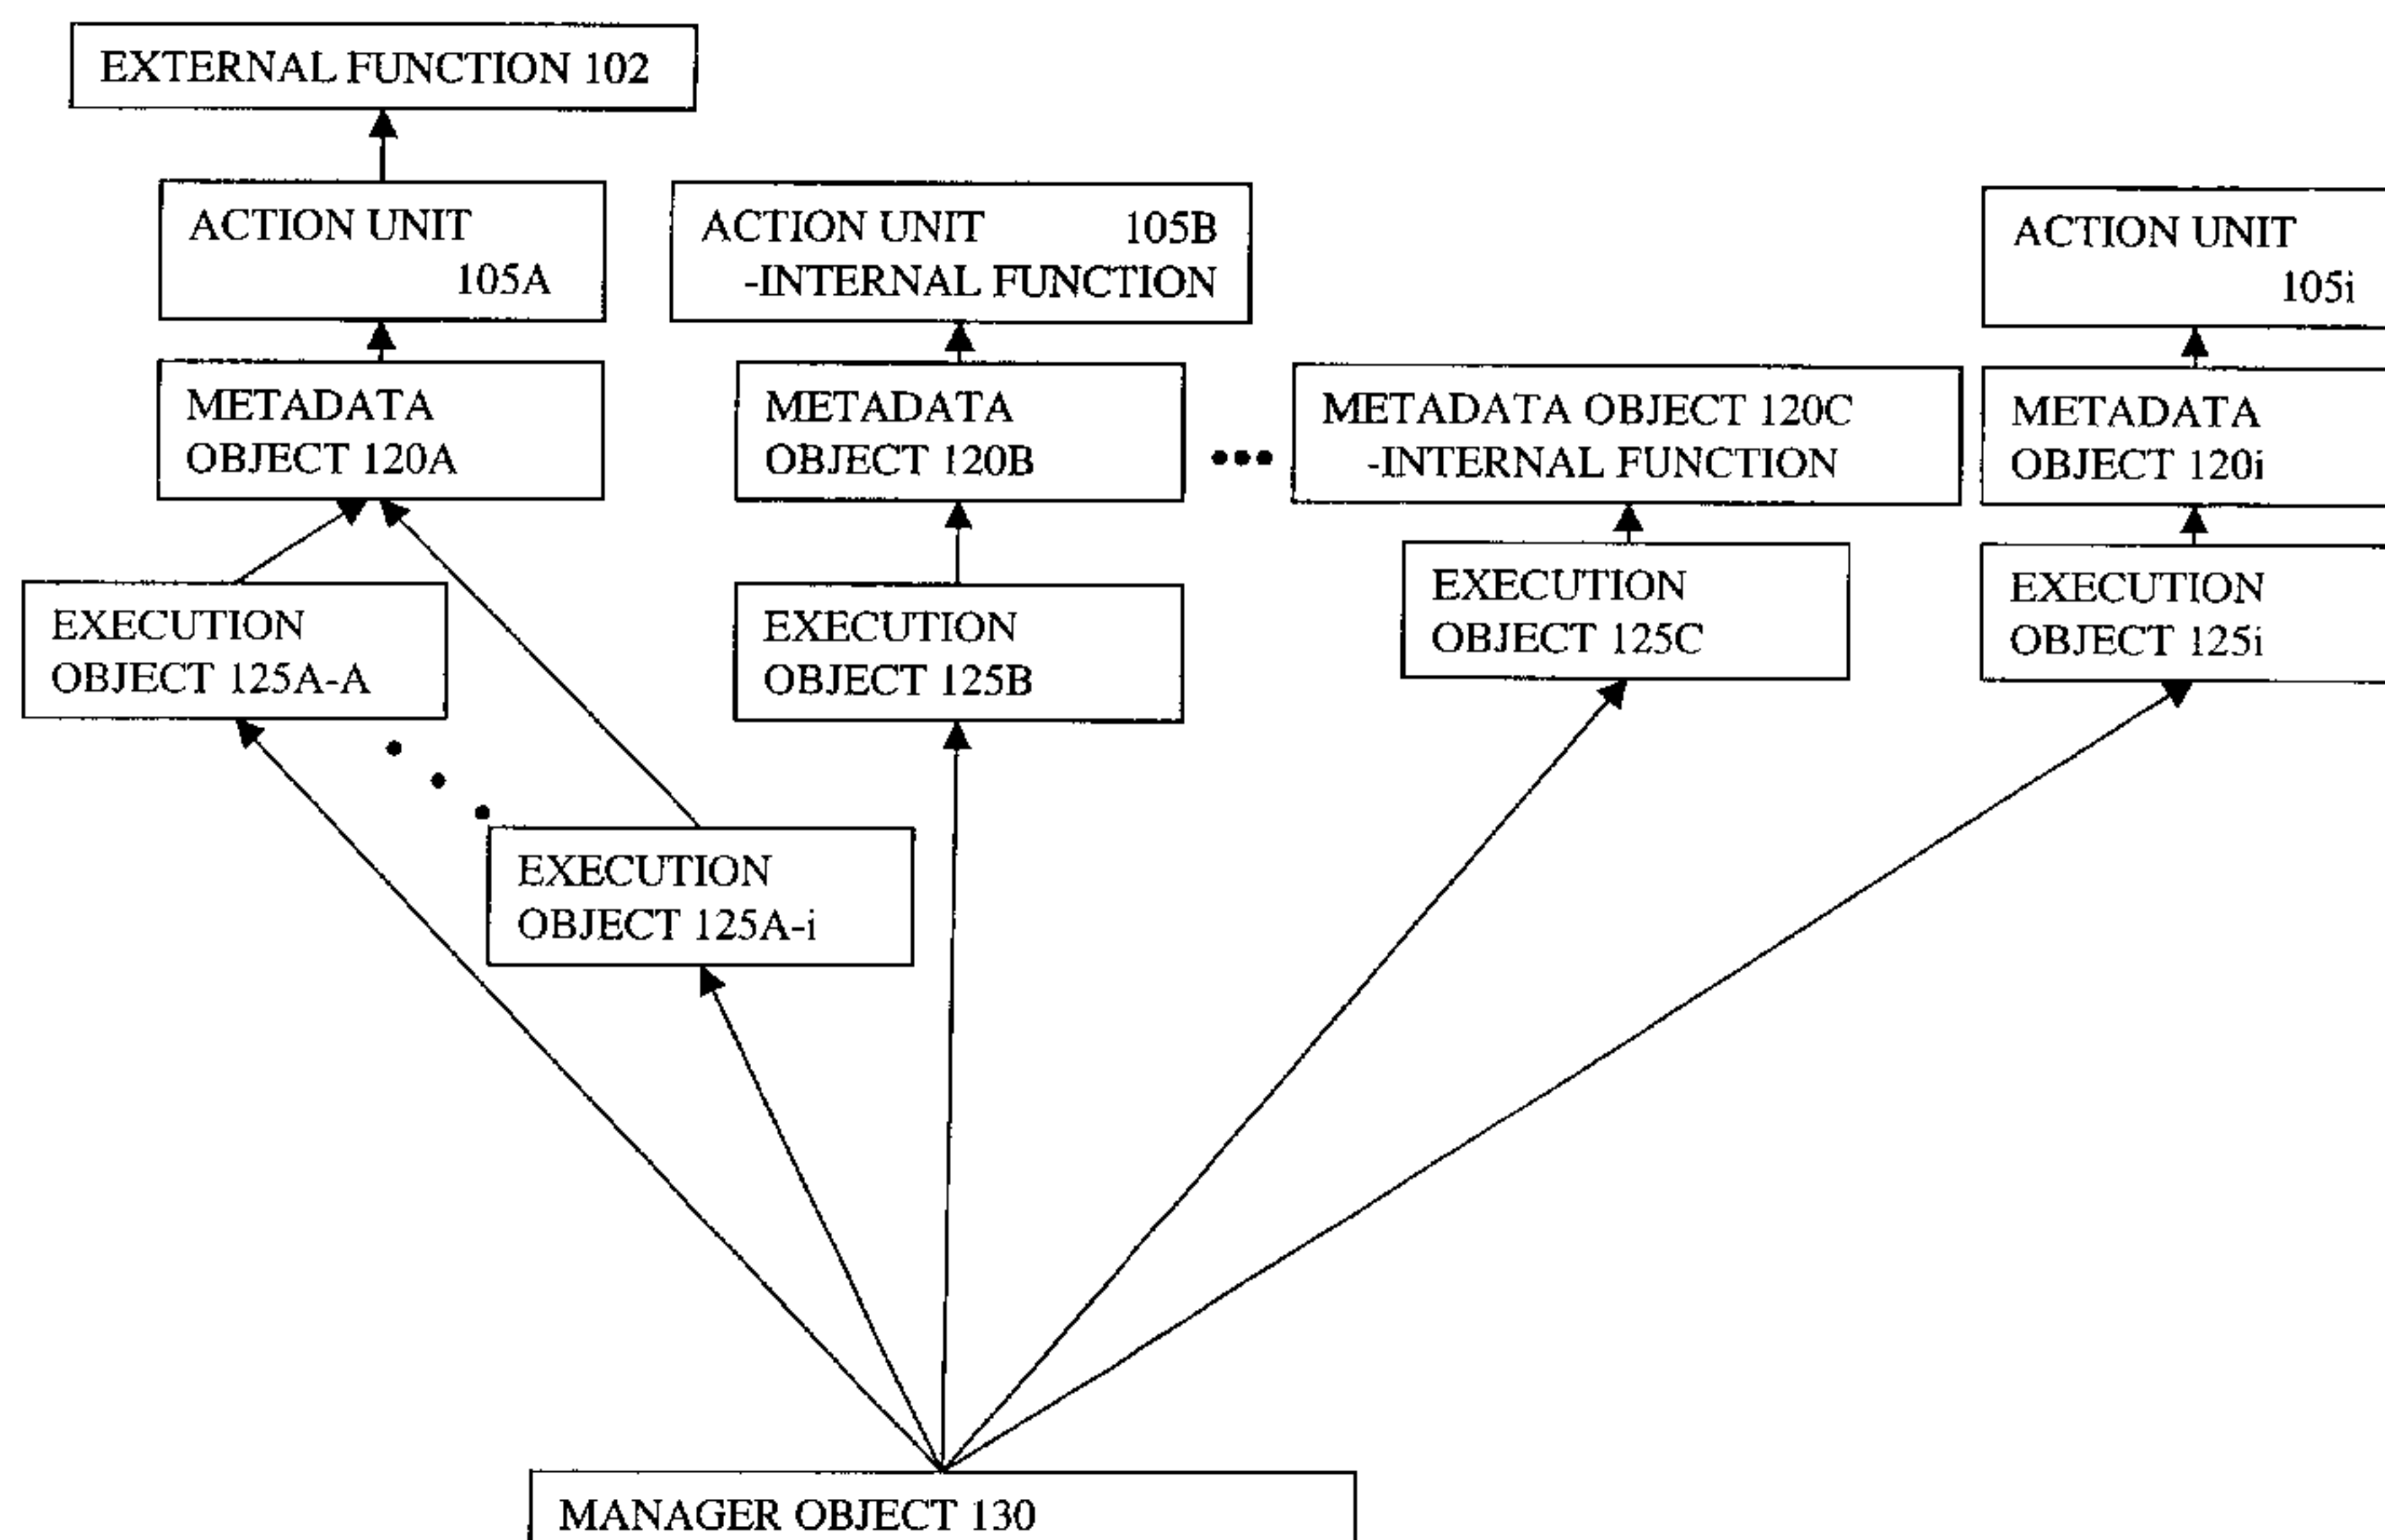 EXTERNAL FUNCTION 102
ACTION UNIT
105A
ACTION UNIT 105B
-INTERNAL FUNCTION
ACTION UNIT
105i
METADATA
OBJECT 120A
METADATA
OBJECT 120B
METADATA OBJECT 120C
-INTERNAL FUNCTION
METADATA
OBJECT 120i
EXECUTION
OBJECT 125A-A
EXECUTION
OBJECT 125B
EXECUTION
OBJECT 125C
EXECUTION
OBJECT 125i
EXECUTION
OBJECT 125A-i
MANAGER OBJECT 130